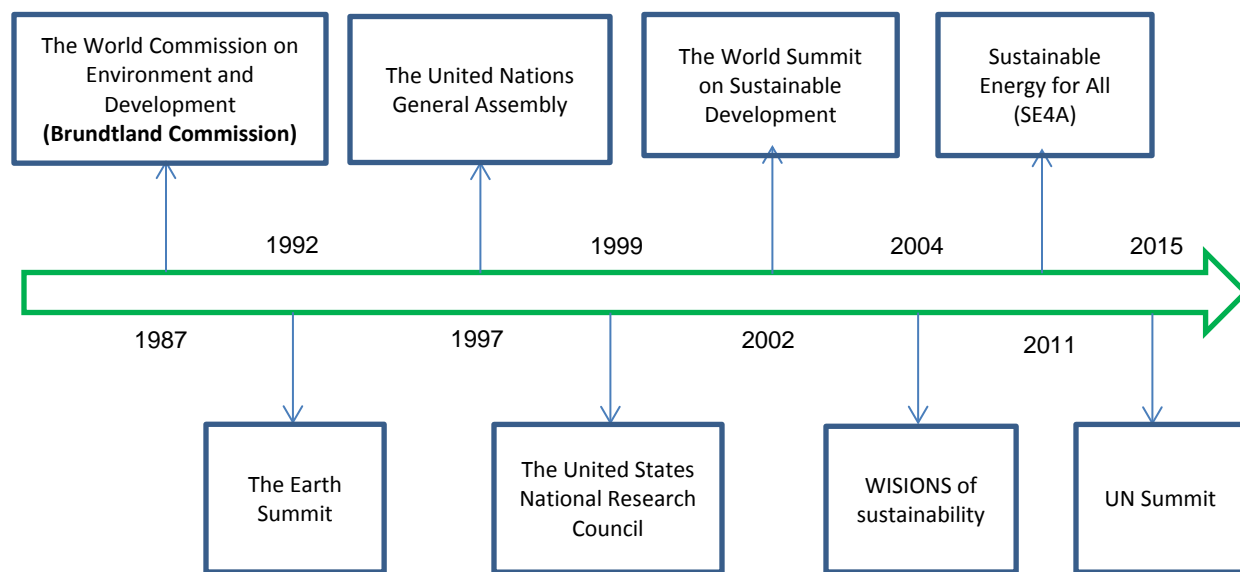 The World Commission on
Environment and
Development
(Brundtland Commission)
The United Nations
General Assembly
The World Summit
on Sustainable
Development
Sustainable
Energy for All
(SE4A)
1992
1999
2004
2015
1987
1997
2002
2011
The Earth
Summit
The United States
National Research
Council
WISIONS of
sustainability
UN Summit